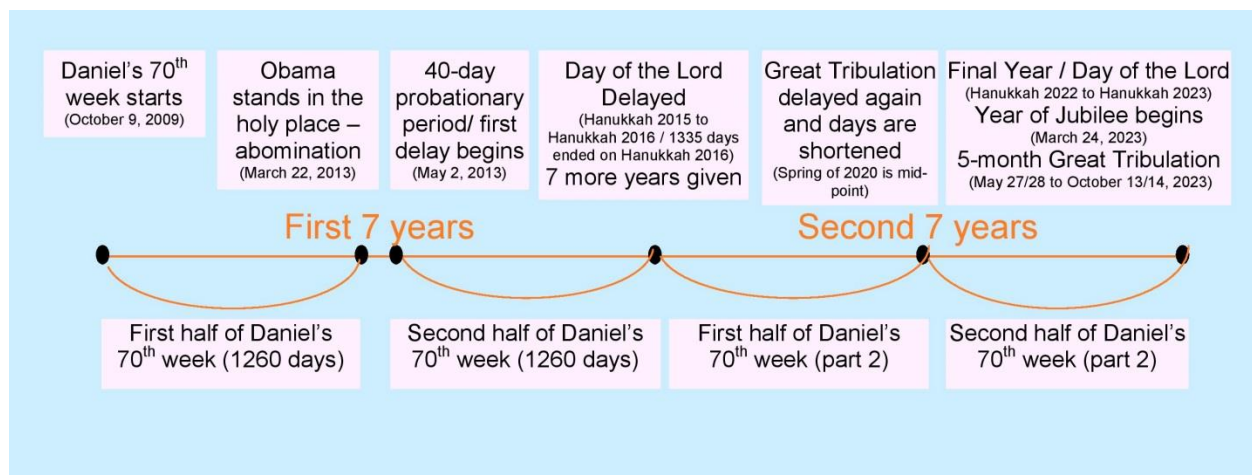 Daniel's 70th
week starts
(October 9, 2009)
Obama
stands in the
holy place –
abomination
(March 22, 2013)
40-day
probationary
period/ first
delay begins
(May 2, 2013)
Day of the Lord
Delayed
(Hanukkah 2015 to
Hanukkah 2016 / 1335 days
ended on Hanukkah 2016)
7 more years given
Great Tribulation
delayed again
and days are
shortened
(Spring of 2020 is mid-
point)
Final Year / Day of the Lord
(Hanukkah 2022 to Hanukkah 2023)
Year of Jubilee begins
(March 24, 2023)
5-month Great Tribulation
(May 27/28 to October 13/14, 2023)
First 7 years
Second 7 years
First half of Daniel's
70th week (1260 days)
Second half of Daniel's
70th week (1260 days)
First half of Daniel's
70th week (part 2)
Second half of Daniel's
70th week (part 2)